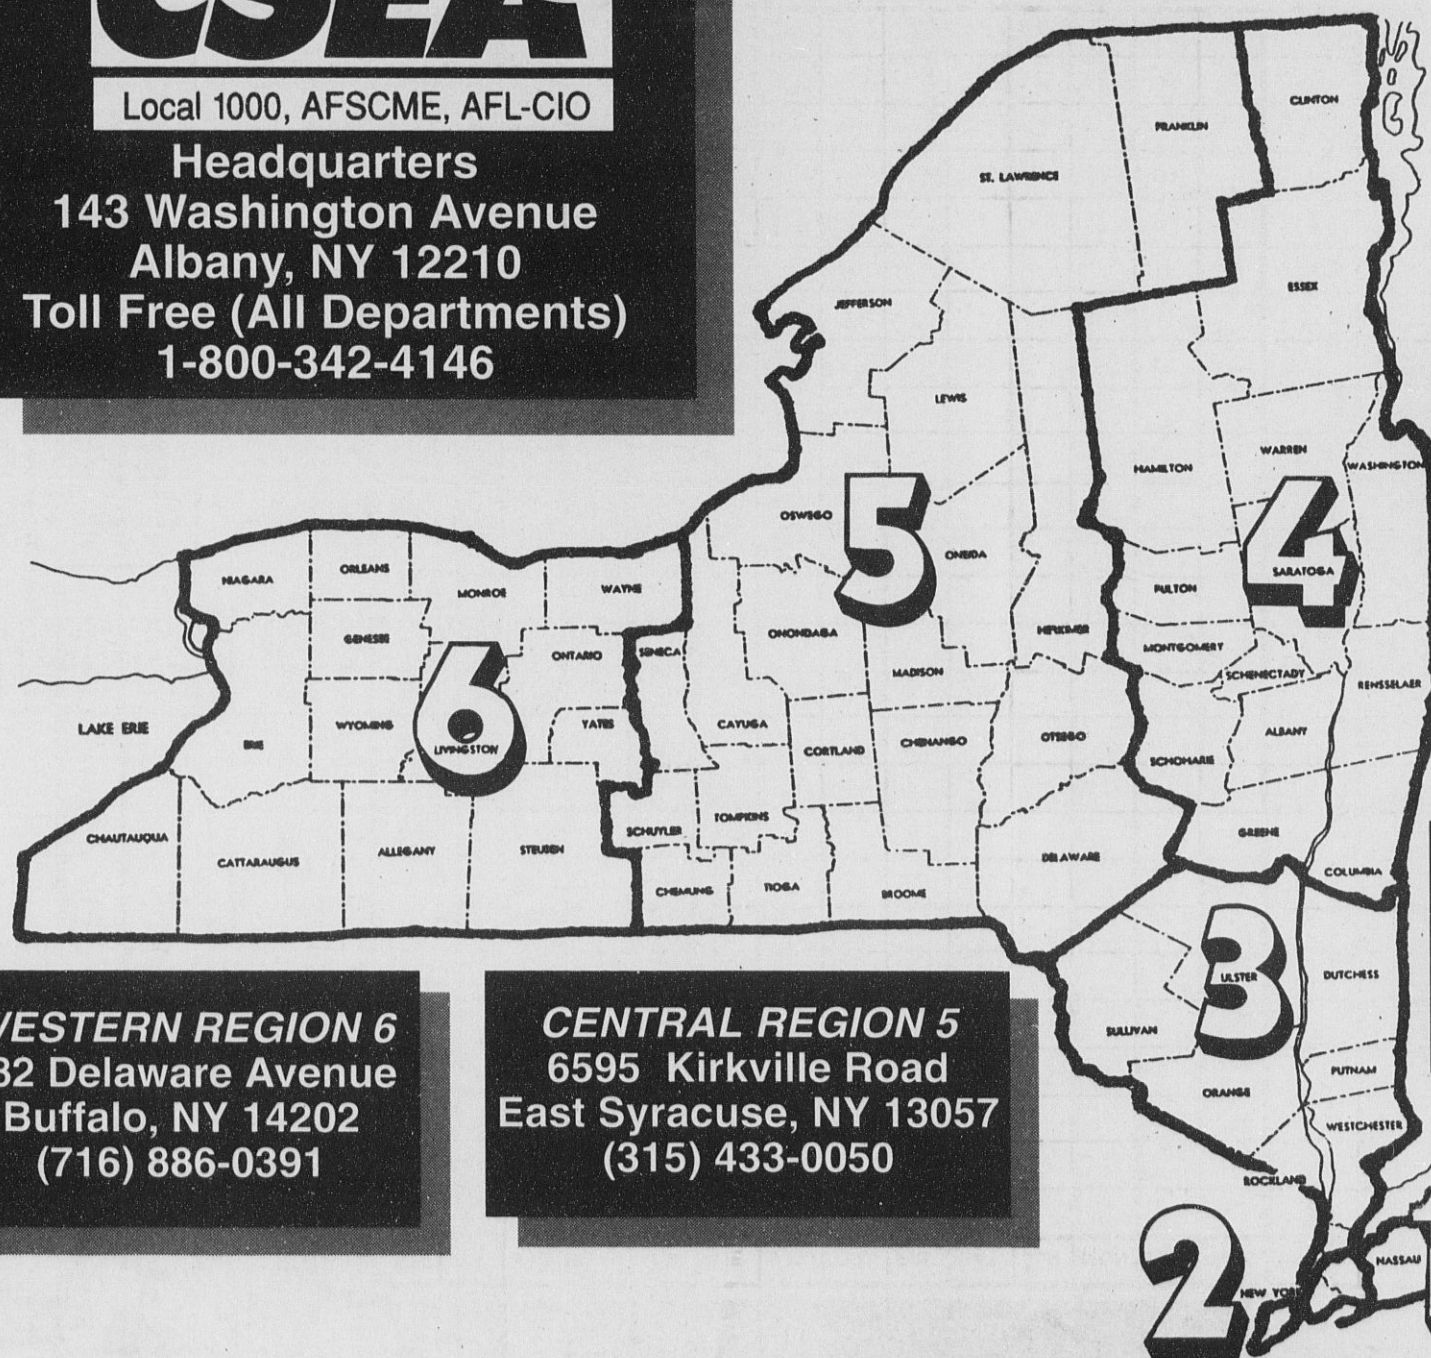 CSEA
Local 1000, AFSCME, AFL-CIO
Headquarters
143 Washington Avenue
Albany, NY 12210
Toll Free (All Departments)
1-800-342-4146
CLINTON
FRANKLIN
ST. LAWRENCE
ESSEX
JEFFERSON
LEWIS
HAMILTON
WARREN
WASHINGTON
OSWEGO
5
ONEIDA
4
SARATOGA
FULTON
HERKIMER
MONTGOMERY
SCHENECTADY
RENSSELAER
NIAGARA
ORLEANS
MONROE
WAYNE
GENESEE
ONTARIO
SENECA
ONONDAGA
MADISON
LAKE ERIE
ERIE
WYOMING
6
LIVINGSTON
YATES
CAYUGA
CORTLAND
CHENANGO
OTSEGO
SCHOHARIE
ALBANY
CHAUTAUQUA
CATTARAUGUS
ALLEGANY
STEUBEN
SCHUYLER
TOMPKINS
CHEMUNG
TIOGA
BROOME
DELAWARE
GREENE
COLUMBIA
3
ULSTER
DUTCHESS
SULLIVAN
ORANGE
PUTNAM
WESTCHESTER
ROCKLAND
2
NEW YORK
NASSAU
WESTERN REGION 6
32 Delaware Avenue
Buffalo, NY 14202
(716) 886-0391
CENTRAL REGION 5
6595 Kirkville Road
East Syracuse, NY 13057
(315) 433-0050